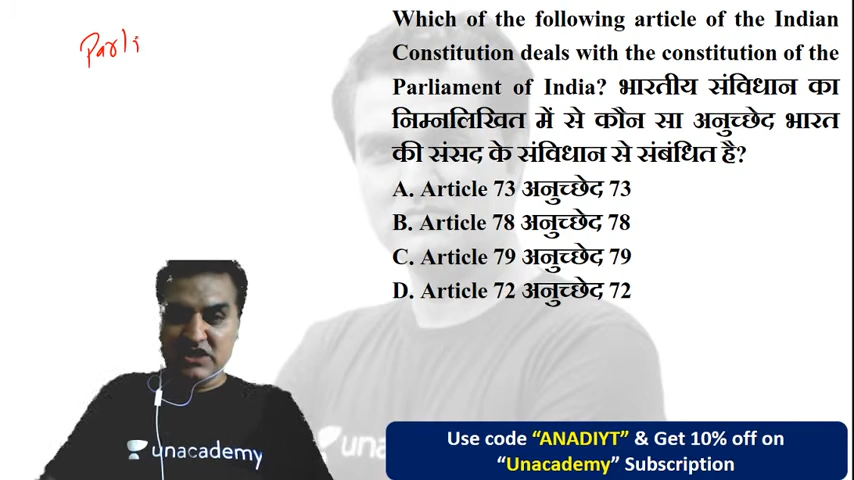 Parli
Which of the following article of the Indian
Constitution deals with the constitution of the
Parliament of India? भारतीय संविधान का
निम्नलिखित में से कौन सा अनुच्छेद भारत
की संसद के संविधान से संबंधित है?
A. Article 73 अनुच्छेद 73
B. Article 78 अनुच्छेद 78
C. Article 79 अनुच्छेद 79
D. Article 72 अनुच्छेद 72
unacademy
una
Use code “ANADIYT” & Get 10% off on
“Unacademy” Subscription